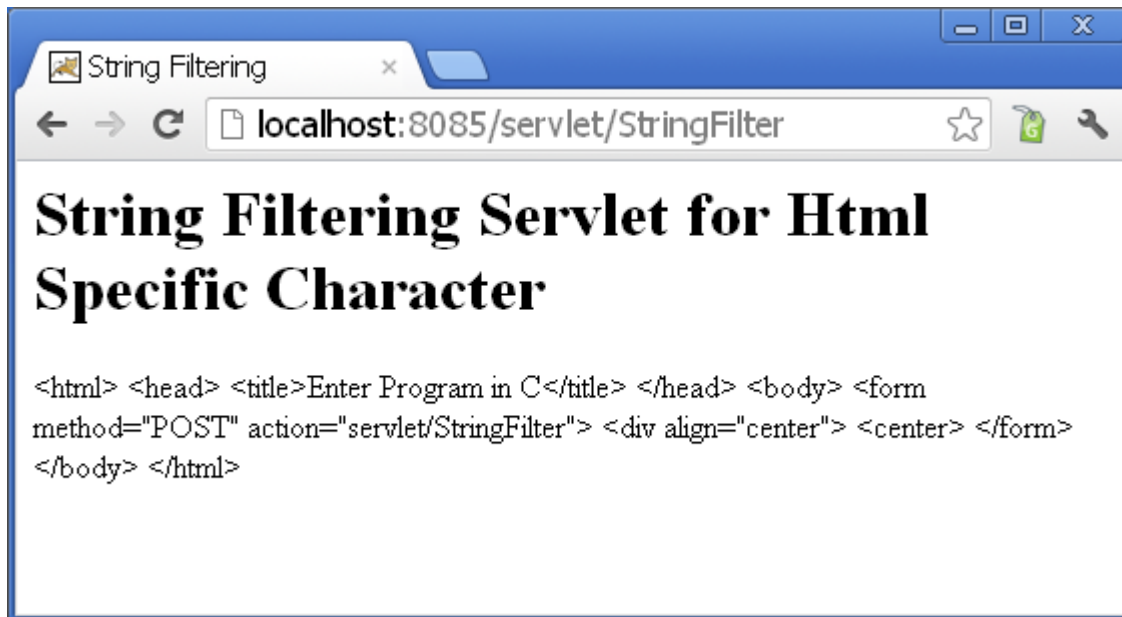 String Filtering
localhost:8085/servlet/StringFilter
String Filtering Servlet for Html
Specific Character
<html> <head> <title>Enter Program in C</title> </head> <body> <form
method="POST" action="servlet/StringFilter"> <div align="center"> <center> </form>
</body> </html>